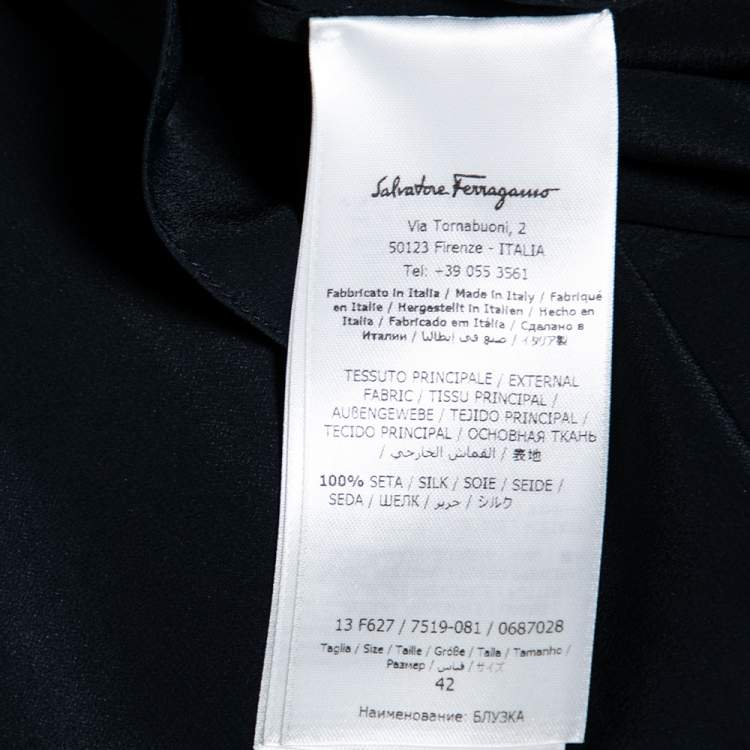 Salvatore Ferragamo
Via Tornabuoni, 2
50123 Firenze - ITALIA
Tel: +39 055 3561
Fabbricato in Italia / Made in Italy / Fabriqué
en Italie / Hergestellt in Italien / Hecho en
Italia / Fabricado em Itália / Сделано в
Италии / صنع في ايطاليا / イタリア製
TESSUTO PRINCIPALE / EXTERNAL
FABRIC / TISSU PRINCIPAL /
AUßENGEWEBE / TEJIDO PRINCIPAL /
TECIDO PRINCIPAL / ОСНОВНАЯ ТКАНЬ
/ القماش الخارجي / 表地
100% SETA / SILK / SOIE / SEIDE /
SEDA / ШЕЛК / حرير / シルク
13 F627 / 7519-081 / 0687028
Taglia / Size / Taille / Größe / Talla / Tamanho /
Размер / قياس / サイズ
42
Наименование: БЛУЗКА